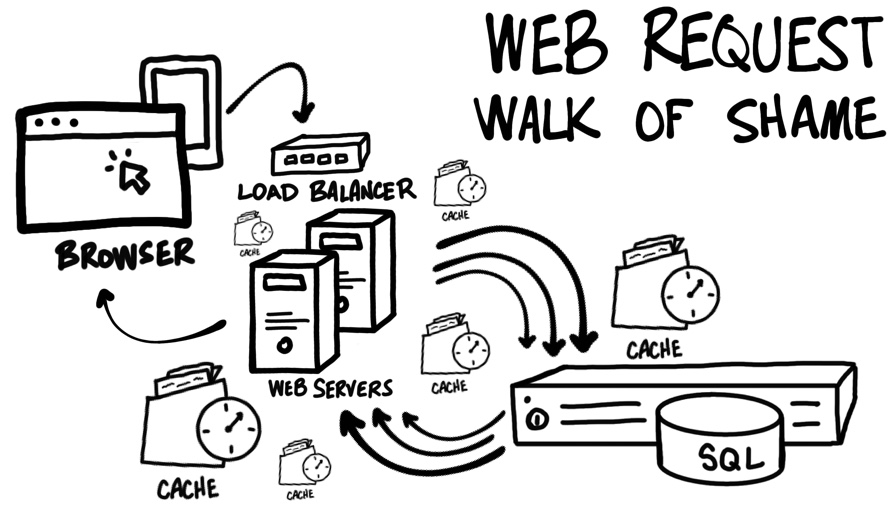 WEB REQUEST
WALK OF SHAME
LOAD BALANCER
CACHE
CACHE
BROWSER
CACHE
CACHE
WEB SERVERS
SQL
CACHE
CACHE